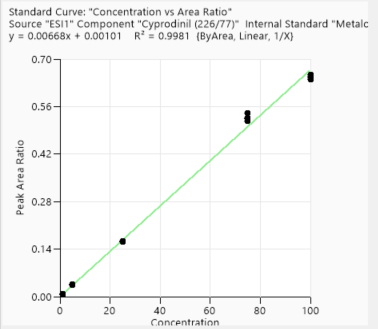 Standard Curve: "Concentration vs Area Ratio"
Source "ESI1" Component "Cyprodinil (226/77)" Internal Standard "Metalc
y = 0.00668x + 0.00101 R² = 0.9981 {ByArea, Linear, 1/X}
0.70
0.56
0.42
0.28
0.14
0.00
Peak Area Ratio
0 20 40 60 80 100
Concentration